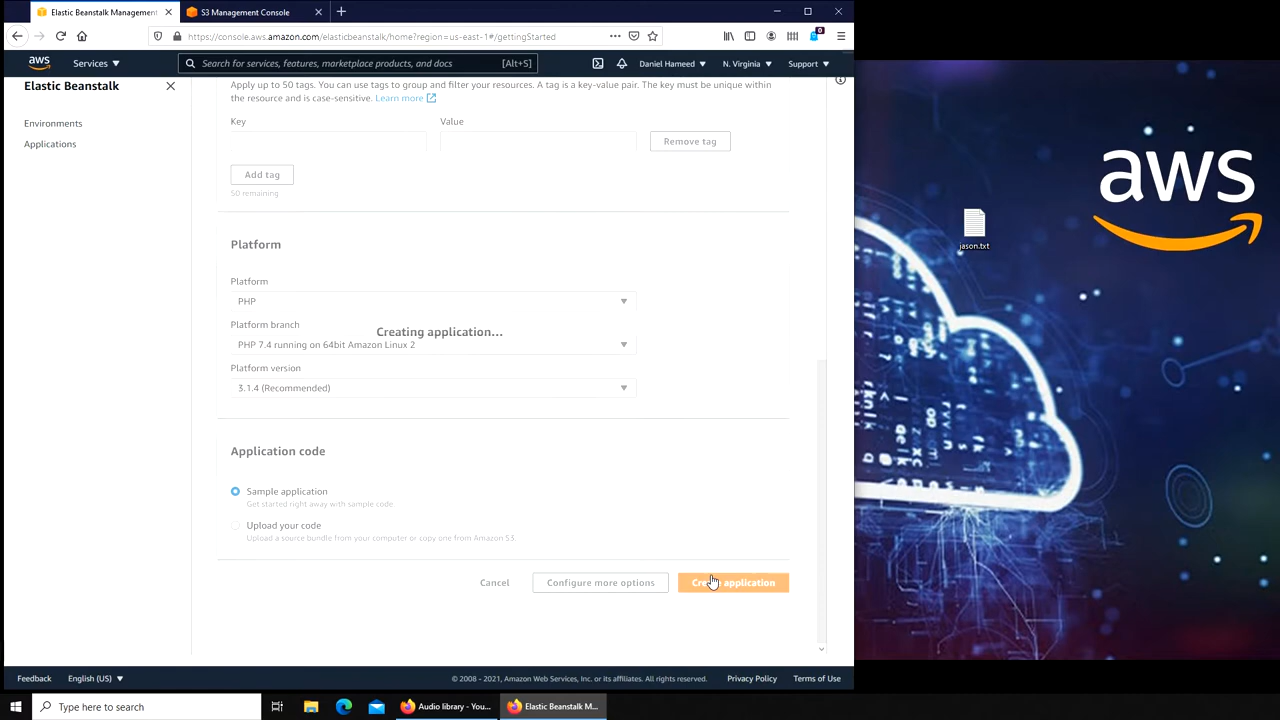 Elastic Beanstalk Management
S3 Management Console
https://console.aws.amazon.com/elasticbeanstalk/home?region=us-east-1#/gettingStarted
0
aws
Services
Search for services, features, marketplace products, and docs
[Alt+S]
Daniel Hameed
N. Virginia
Support
Elastic Beanstalk
Environments
Applications
Apply up to 50 tags. You can use tags to group and filter your resources. A tag is a key-value pair. The key must be unique within
the resource and is case-sensitive. Learn more
Key
Value
Remove tag
Add tag
50 remaining
Platform
Platform
PHP
Platform branch
Creating application...
PHP 7.4 running on 64bit Amazon Linux 2
Platform version
3.1.4 (Recommended)
Application code
Sample application
Get started right away with sample code.
Upload your code
Upload a source bundle from your computer or copy one from Amazon S3.
Cancel
Configure more options
Create application
Feedback
English (US)
© 2008 - 2021, Amazon Web Services, Inc. or its affiliates. All rights reserved.
Privacy Policy
Terms of Use
aws
jason.txt
Type here to search
Audio library - You...
Elastic Beanstalk M...